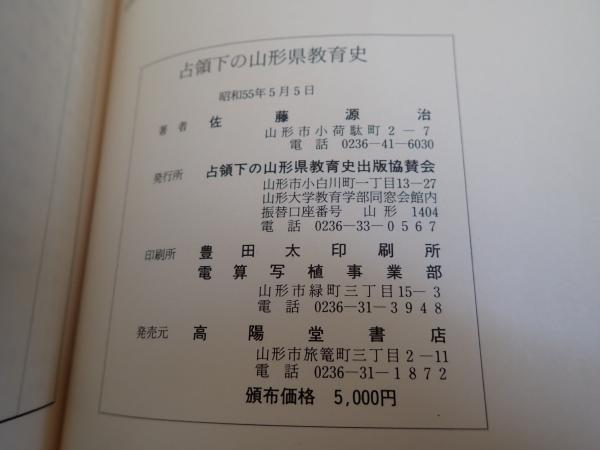 占領下の山形県教育史
昭和55年5月5日
著者 佐藤源治
山形市小荷駄町2-7
電話 0236-41-6030
発行所 占領下の山形県教育史出版協賛会
山形市小白川町一丁目13-27
山形大学教育学部同窓会館内
振替口座番号 山形 1404
電話 0236-33-0567
印刷所 豊田太印刷所
電算写植事業部
山形市緑町三丁目15-3
電話 0236-31-3948
発売元 高陽堂書店
山形市旅篭町三丁目2-11
電話 0236-31-1872
頒布価格 5,000円